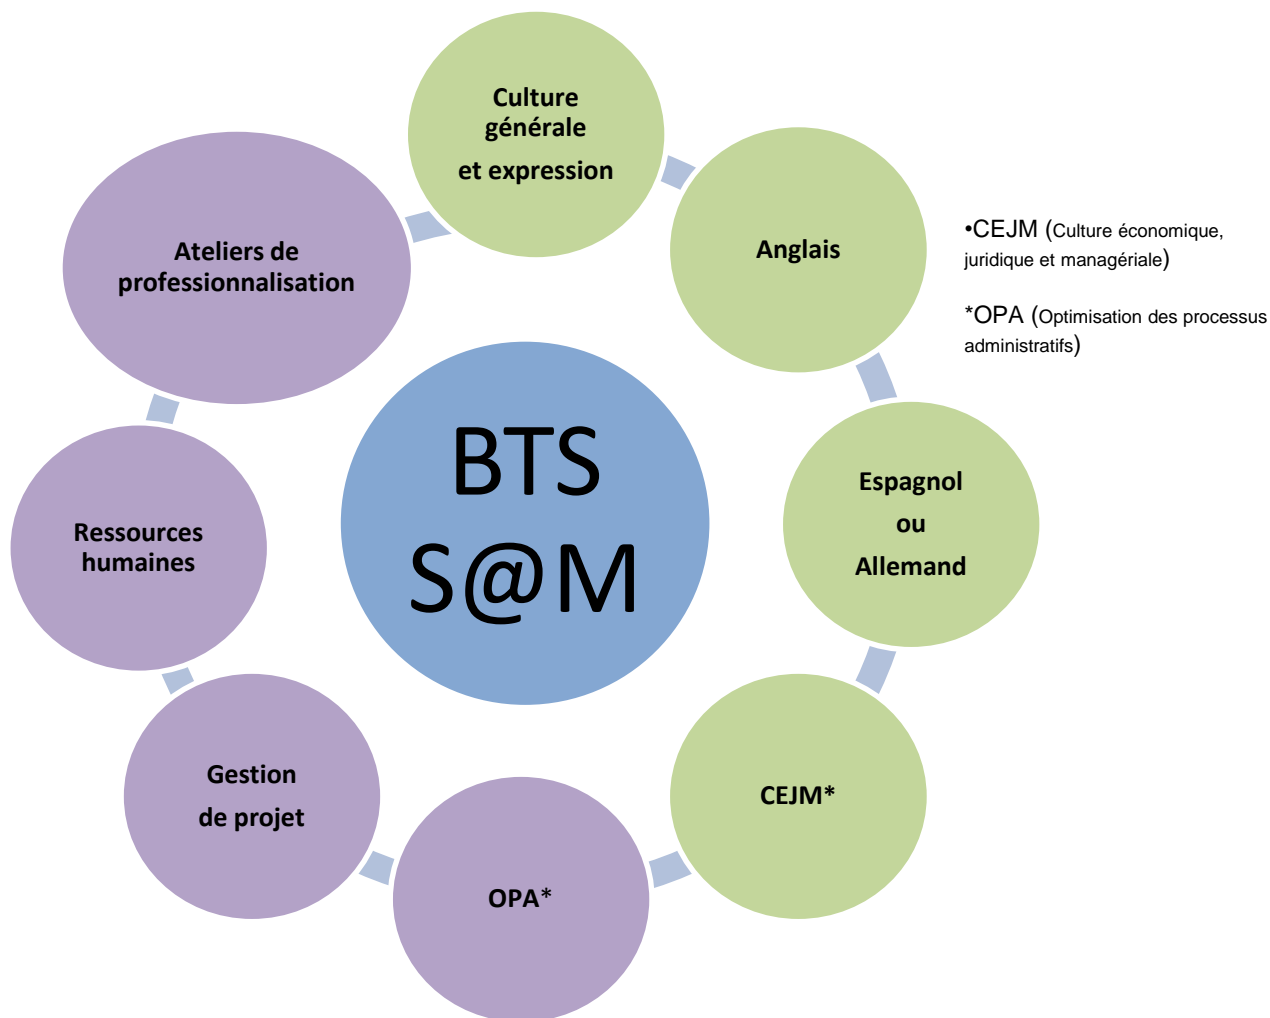 Culture
générale
et expression
Anglais
•CEJM (Culture économique,
juridique et managériale)
*OPA (Optimisation des processus
administratifs)
Ateliers de
professionnalisation
BTS
S@M
Espagnol
ou
Allemand
Ressources
humaines
Gestion
de projet
CEJM*
OPA*